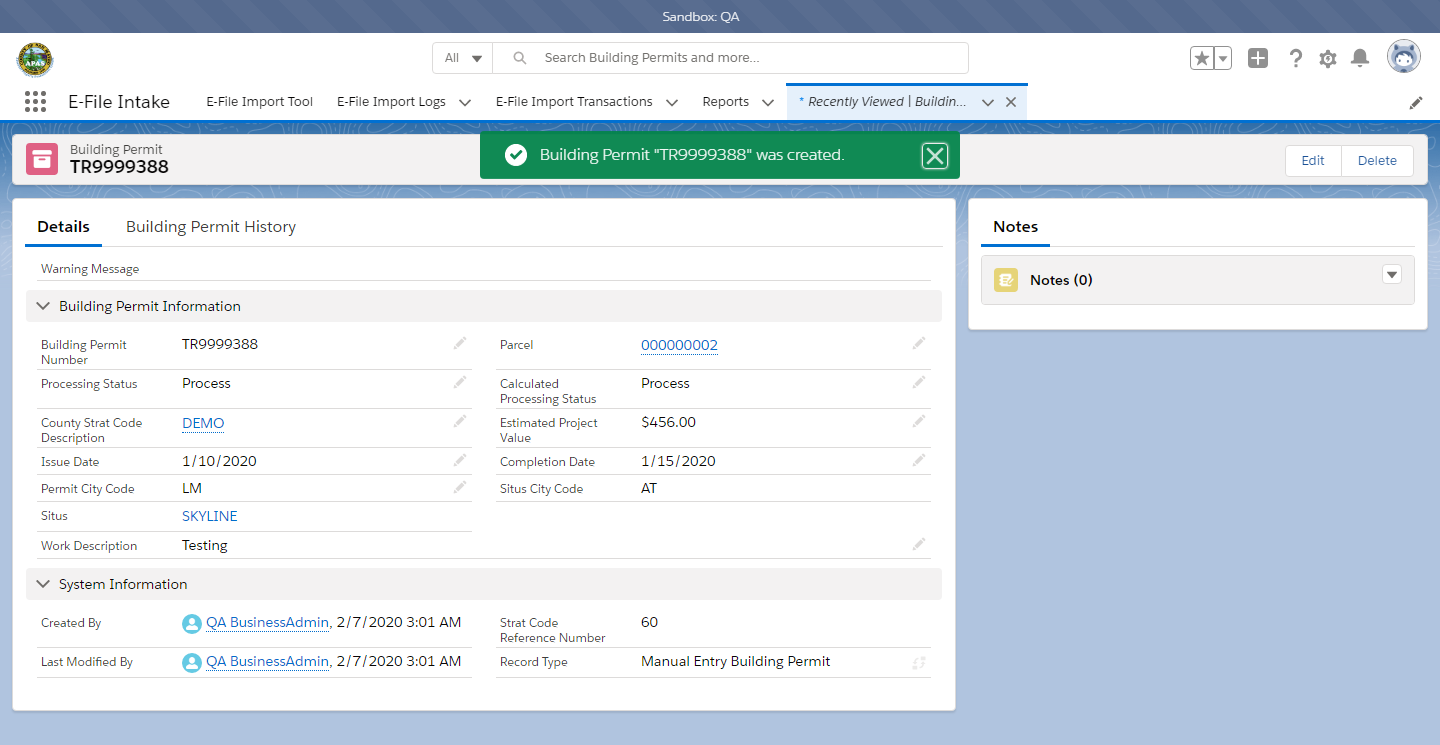 Sandbox: QA
APAS
All
Search Building Permits and more...
E-File Intake
E-File Import Tool
E-File Import Logs
E-File Import Transactions
Reports
* Recently Viewed | Buildin...
Building Permit
TR9999388
Building Permit "TR9999388" was created.
Edit
Delete
Details
Building Permit History
Warning Message
Building Permit Information
Building Permit
Number
TR9999388
Parcel
000000002
Processing Status
Process
Calculated
Processing Status
Process
County Strat Code
Description
DEMO
Estimated Project
Value
$456.00
Issue Date
1/10/2020
Completion Date
1/15/2020
Permit City Code
LM
Situs City Code
AT
Situs
SKYLINE
Work Description
Testing
System Information
Created By
QA BusinessAdmin, 2/7/2020 3:01 AM
Strat Code
Reference Number
60
Last Modified By
QA BusinessAdmin, 2/7/2020 3:01 AM
Record Type
Manual Entry Building Permit
Notes
Notes (0)